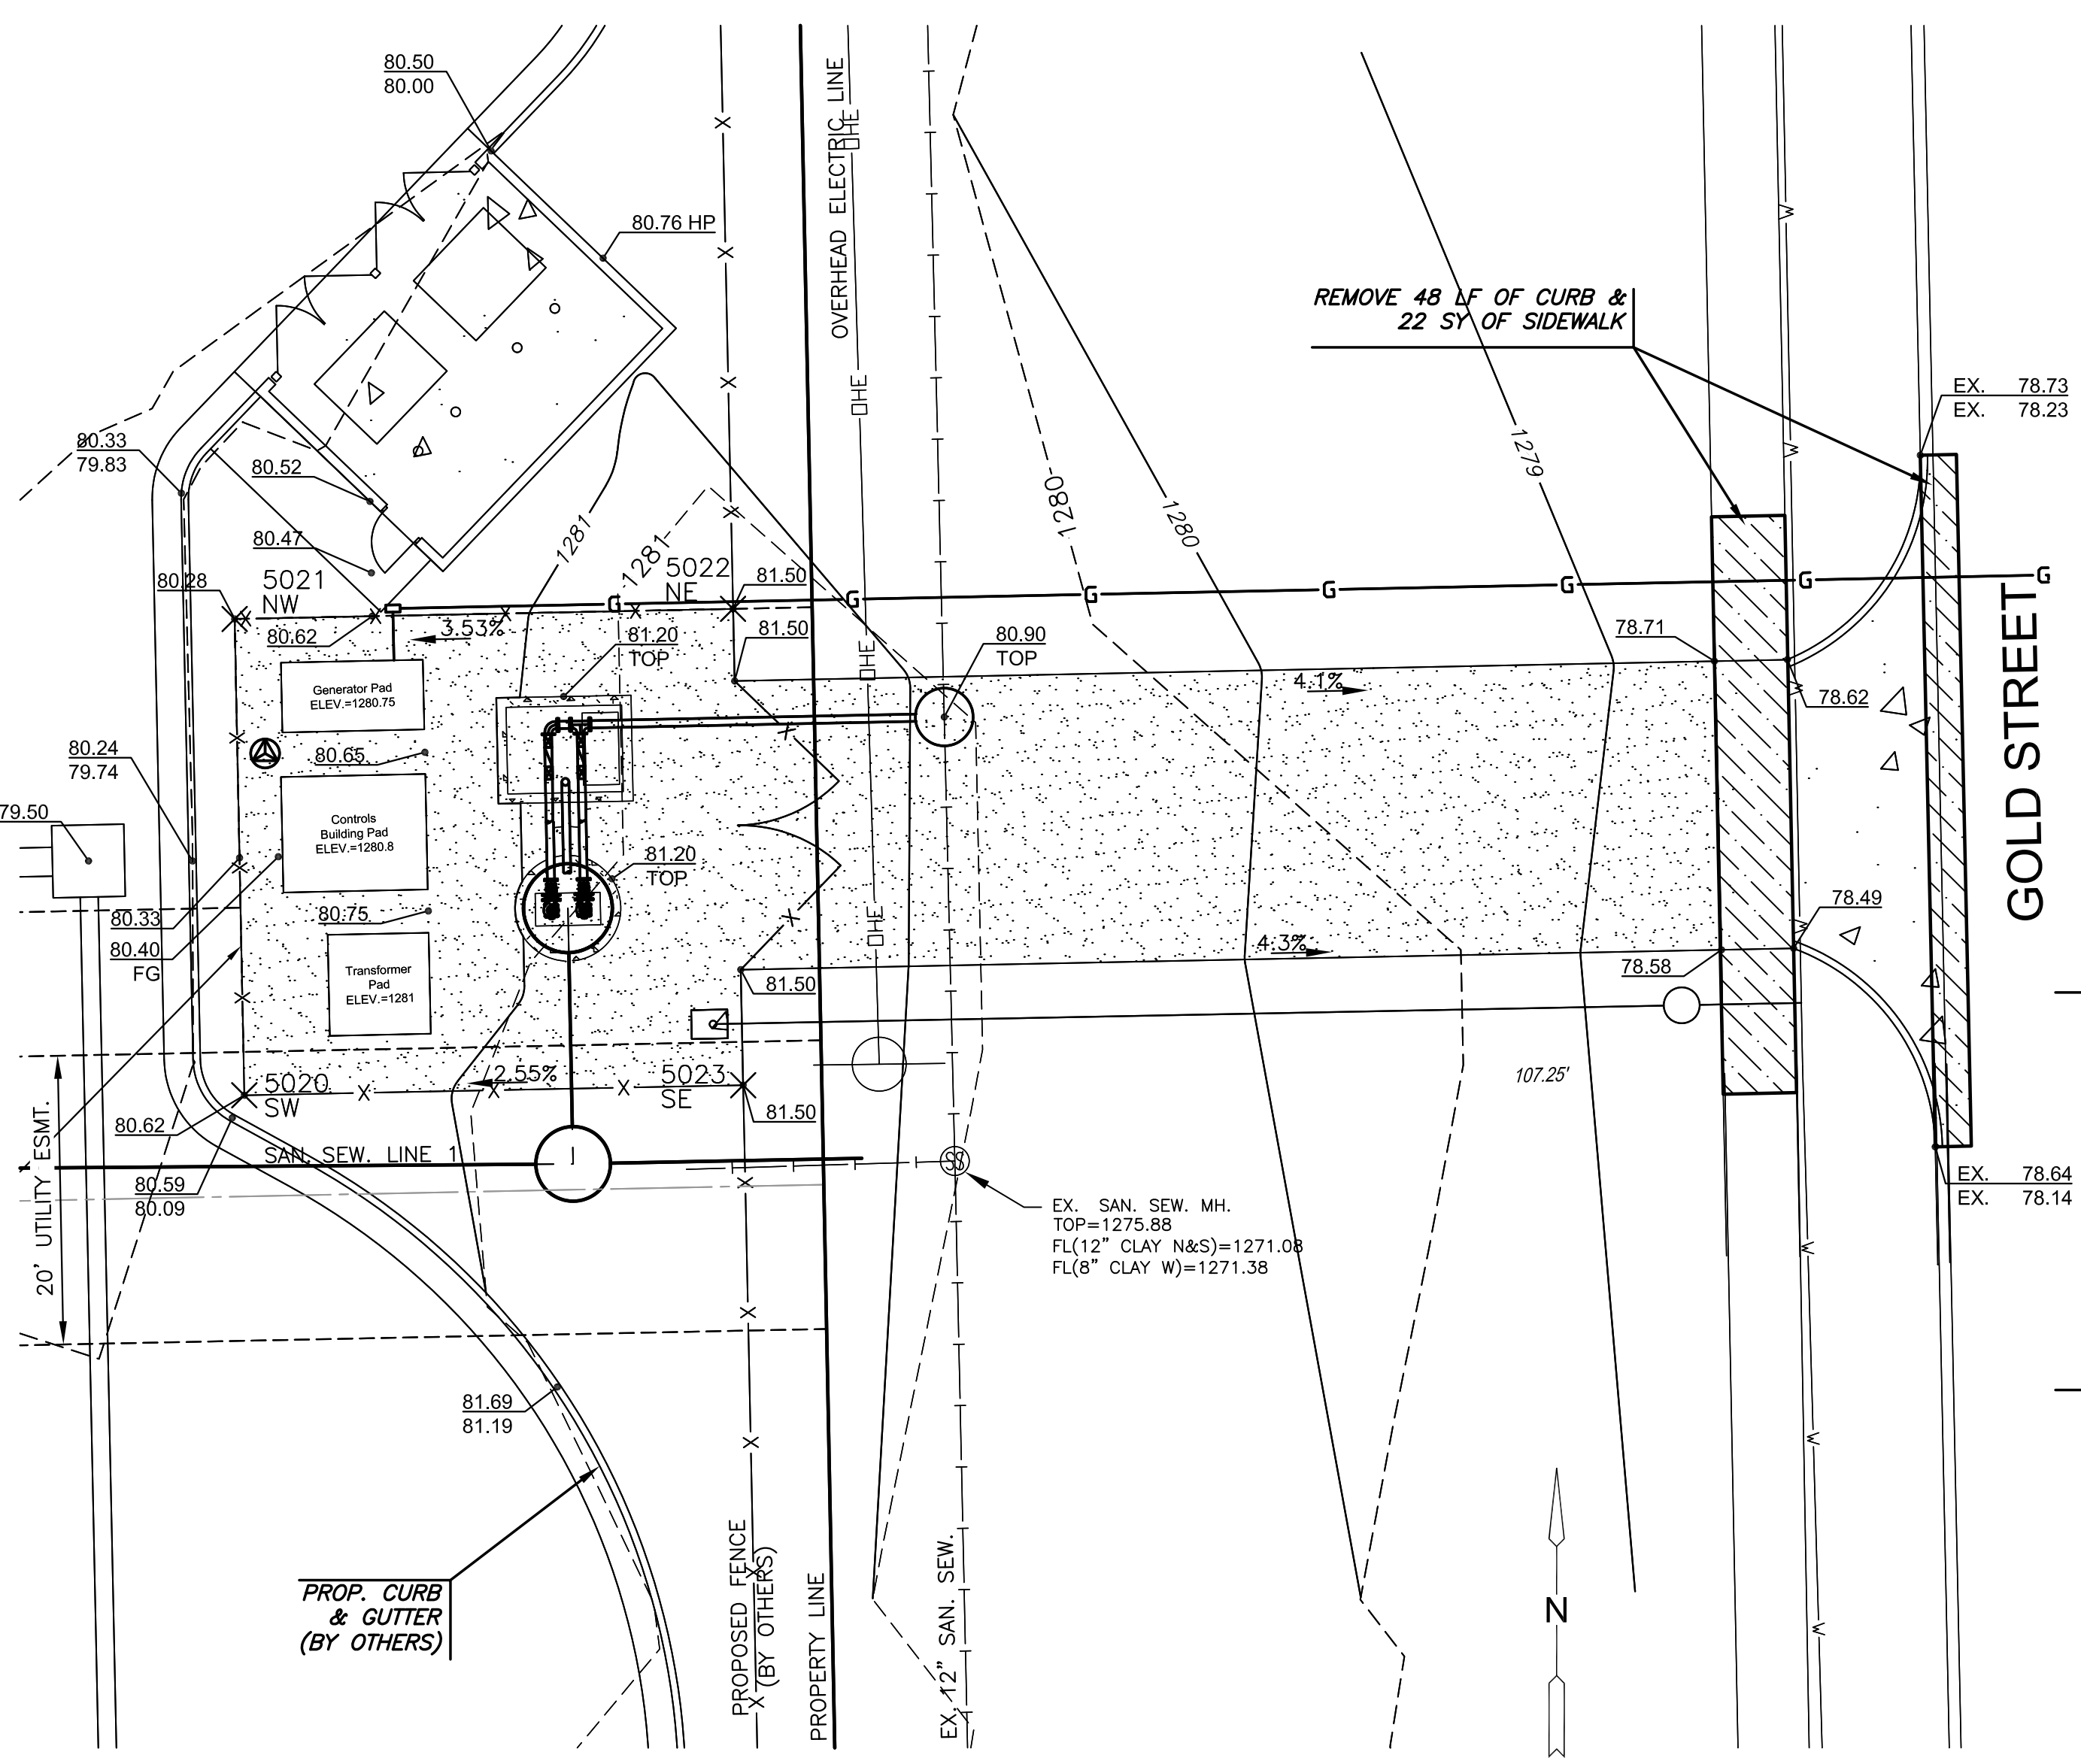 80.50
80.00
80.76 HP
OVERHEAD ELECTRIC LINE
OHE
OHE
OHE
OHE
REMOVE 48 LF OF CURB &
22 SY OF SIDEWALK
EX. 78.73
EX. 78.23
80.33
79.83
80.52
80.47
80.28
5021
NW
80.62
3.53%
1281
1281
5022
NE
81.50
81.50
81.20
TOP
80.90
TOP
1280
1280
1279
G
G
G
G
G
G
G
78.71
78.62
4.1%
GOLD STREET
Generator Pad
ELEV.=1280.75
80.65
80.24
79.74
79.50
Controls
Building Pad
ELEV.=1280.8
81.20
TOP
80.33
80.40
FG
80.75
Transformer
Pad
ELEV.=1281
81.50
4.3%
78.49
78.58
107.25'
5020
SW
2.55%
5023
SE
81.50
80.62
SAN. SEW. LINE 1
80.59
80.09
20' UTILITY ESMT.
SS
EX. SAN. SEW. MH.
TOP=1275.88
FL(12" CLAY N&S)=1271.08
FL(8" CLAY W)=1271.38
EX. 78.64
EX. 78.14
81.69
81.19
PROP. CURB
& GUTTER
(BY OTHERS)
PROPOSED FENCE
(BY OTHERS)
PROPERTY LINE
EX. 12" SAN. SEW.
N